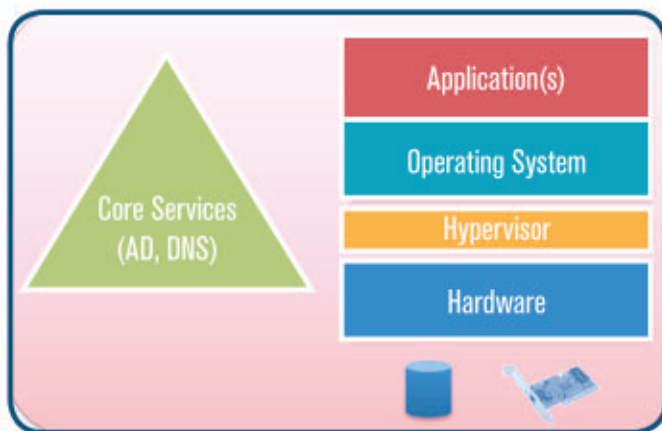 Core Services
(AD, DNS)
Application(s)
Operating System
Hypervisor
Hardware